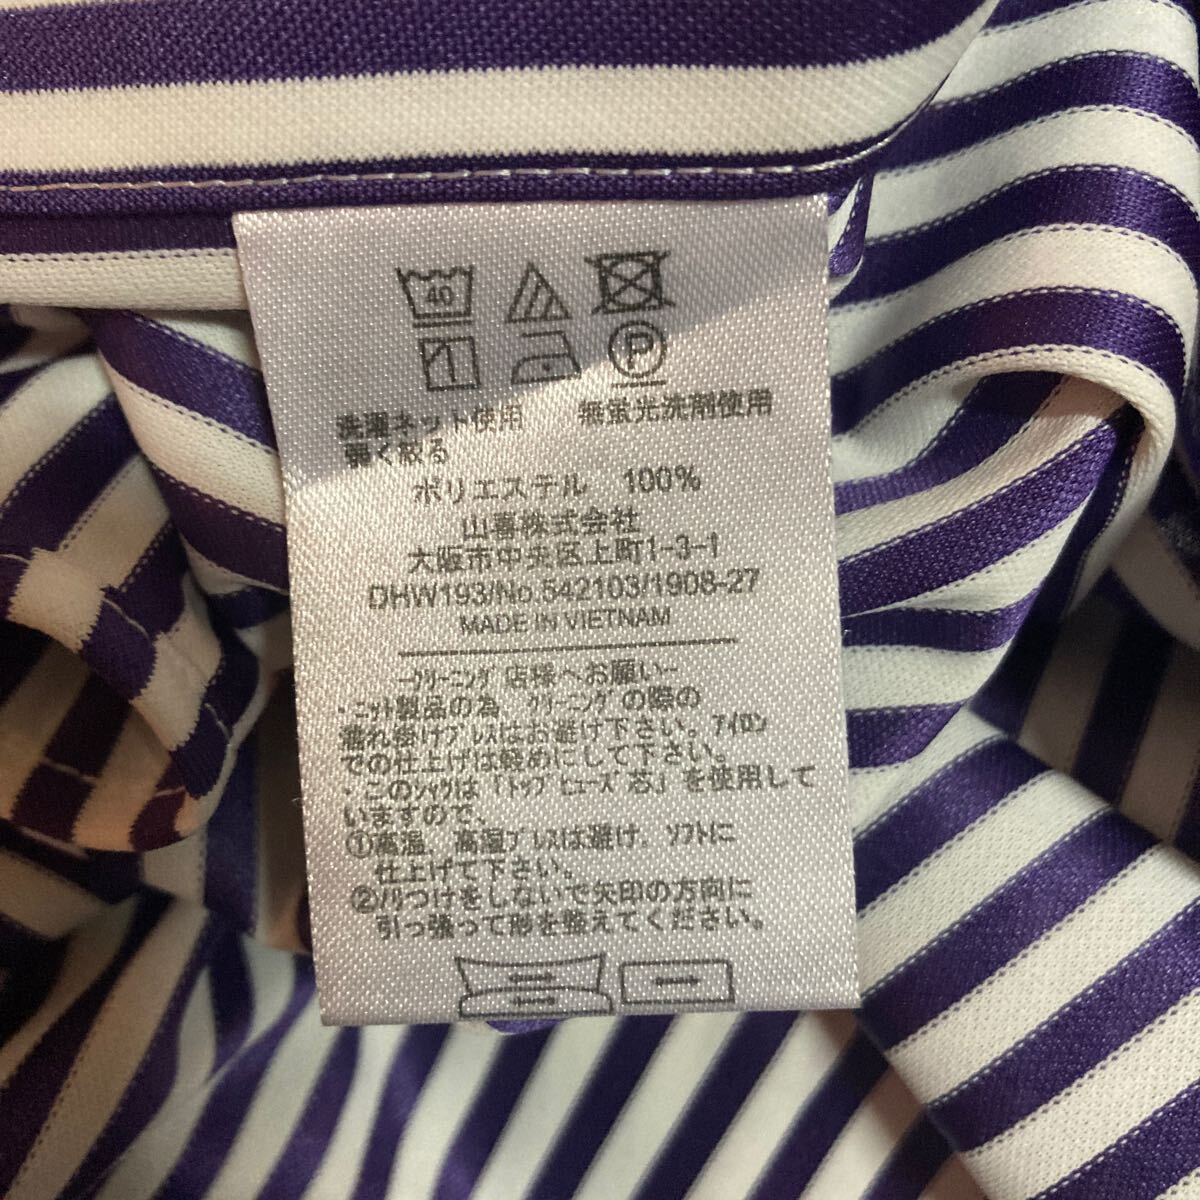 40
P
洗濯ネット使用 無蛍光洗剤使用
軽く絞る
ポリエステル 100%
山喜株式会社
大阪市中央区上町1-3-1
DHW193/No.542103/1908-27
MADE IN VIETNAM
ークリーニング店様へお願いー
・ニット製品の為 クリーニングの際の
着れ掛けプレスはお避け下さい。アイロン
での仕上げは軽めにして下さい。
・このシャツは「トップヒューズ芯」を使用して
いますので、
①高温、高湿プレスは避け、ソフトに
仕上げて下さい。
②ノリつけをしないで矢印の方向に
引っ張って形を整えてください。